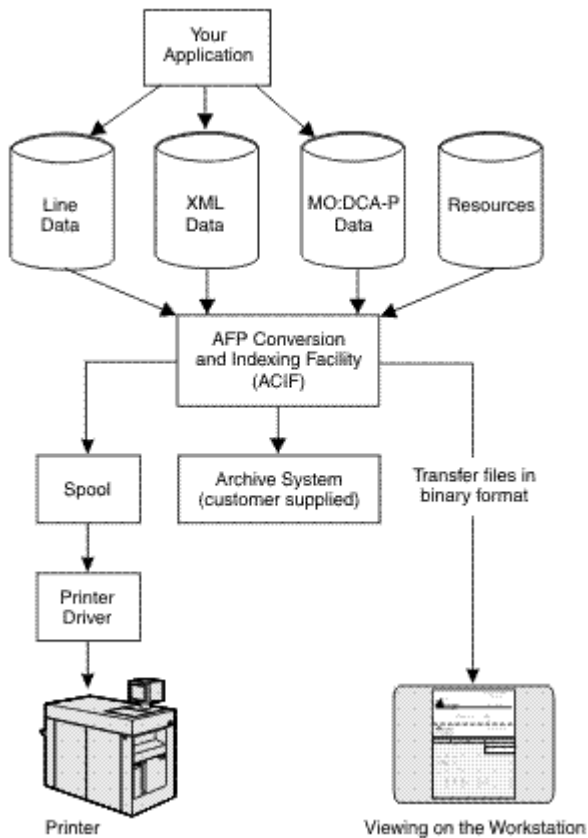 Your
Application
Line
Data
XML
Data
MO:DCA-P
Data
Resources
AFP Conversion
and Indexing Facility
(ACIF)
Spool
Archive System
(customer supplied)
Transfer files in
binary format
Printer
Driver
Printer
Viewing on the Workstation